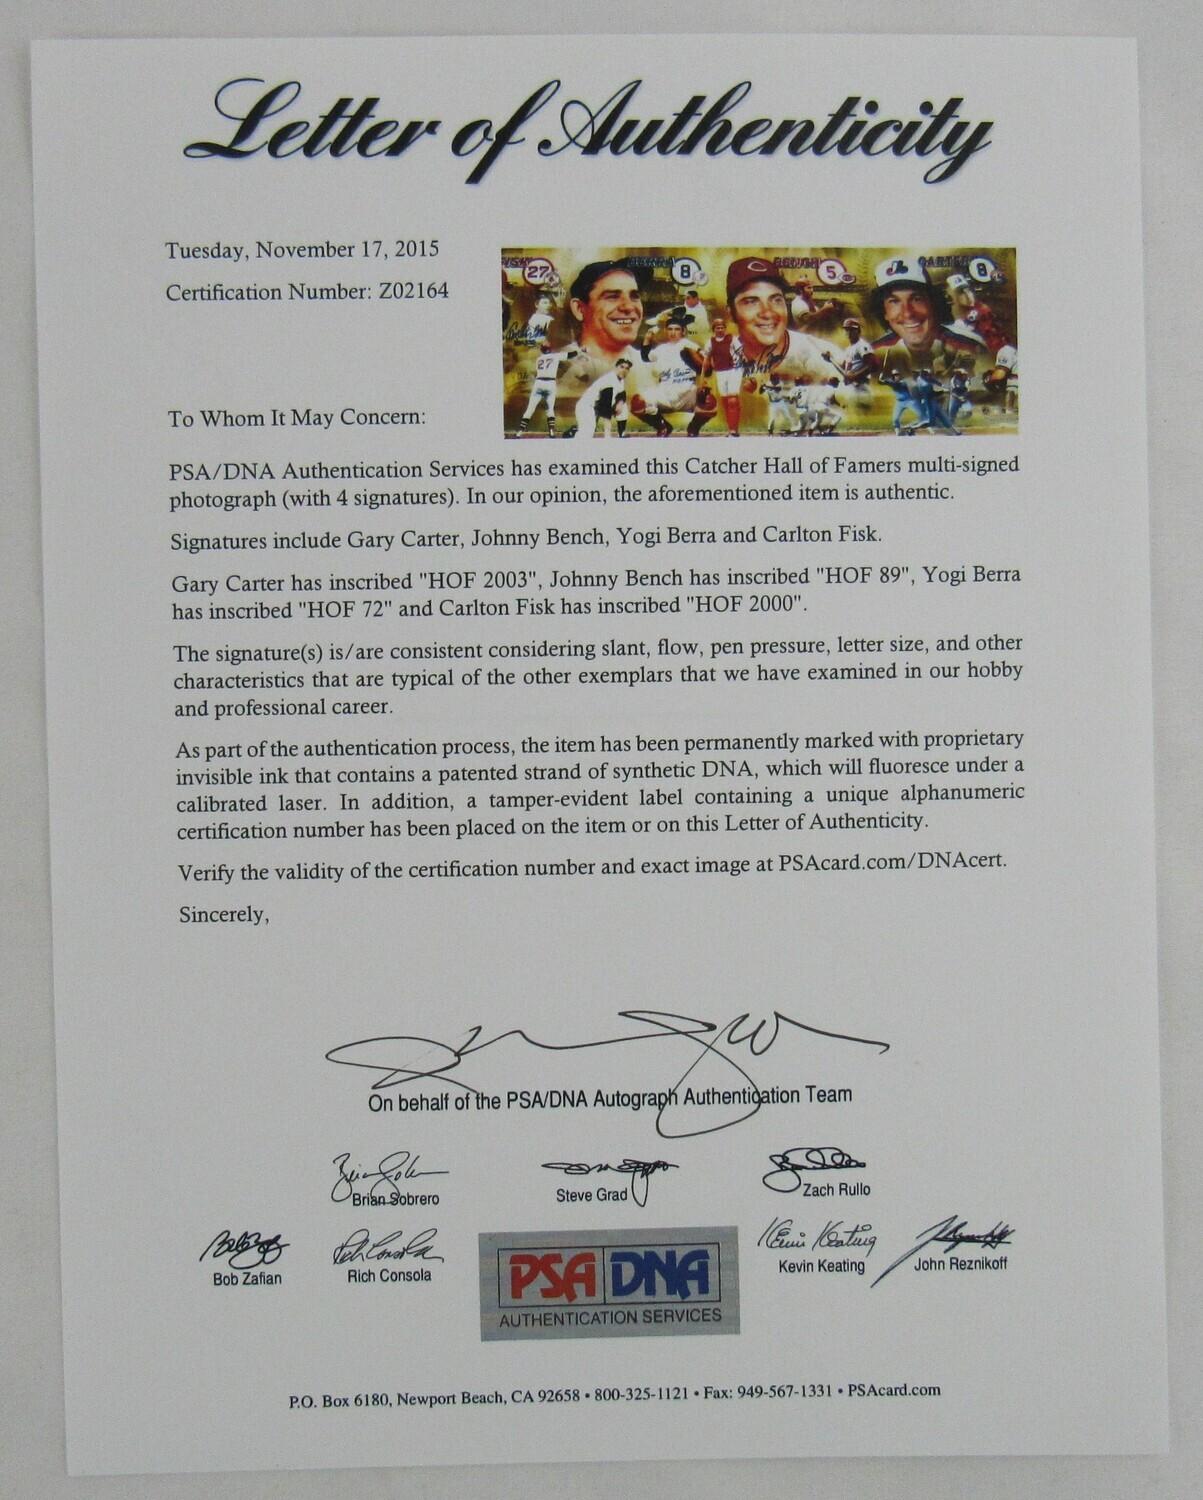 Letter of Authenticity
Tuesday, November 17, 2015
Certification Number: Z02164
27
BERRA
8
BENCH
5
CARTER
8
27
To Whom It May Concern:
PSA/DNA Authentication Services has examined this Catcher Hall of Famers multi-signed
photograph (with 4 signatures). In our opinion, the aforementioned item is authentic.
Signatures include Gary Carter, Johnny Bench, Yogi Berra and Carlton Fisk.
Gary Carter has inscribed "HOF 2003", Johnny Bench has inscribed "HOF 89", Yogi Berra
has inscribed "HOF 72" and Carlton Fisk has inscribed "HOF 2000".
The signature(s) is/are consistent considering slant, flow, pen pressure, letter size, and other
characteristics that are typical of the other exemplars that we have examined in our hobby
and professional career.
As part of the authentication process, the item has been permanently marked with proprietary
invisible ink that contains a patented strand of synthetic DNA, which will fluoresce under a
calibrated laser. In addition, a tamper-evident label containing a unique alphanumeric
certification number has been placed on the item or on this Letter of Authenticity.
Verify the validity of the certification number and exact image at PSAcard.com/DNAcert.
Sincerely,
On behalf of the PSA/DNA Autograph Authentication Team
Brian Sobrero
Steve Grad
Zach Rullo
Bob Zafian
Rich Consola
Kevin Keating
Kevin Keating
John Reznikoff
PSA DNA
AUTHENTICATION SERVICES
P.O. Box 6180, Newport Beach, CA 92658 • 800-325-1121 • Fax: 949-567-1331 • PSAcard.com